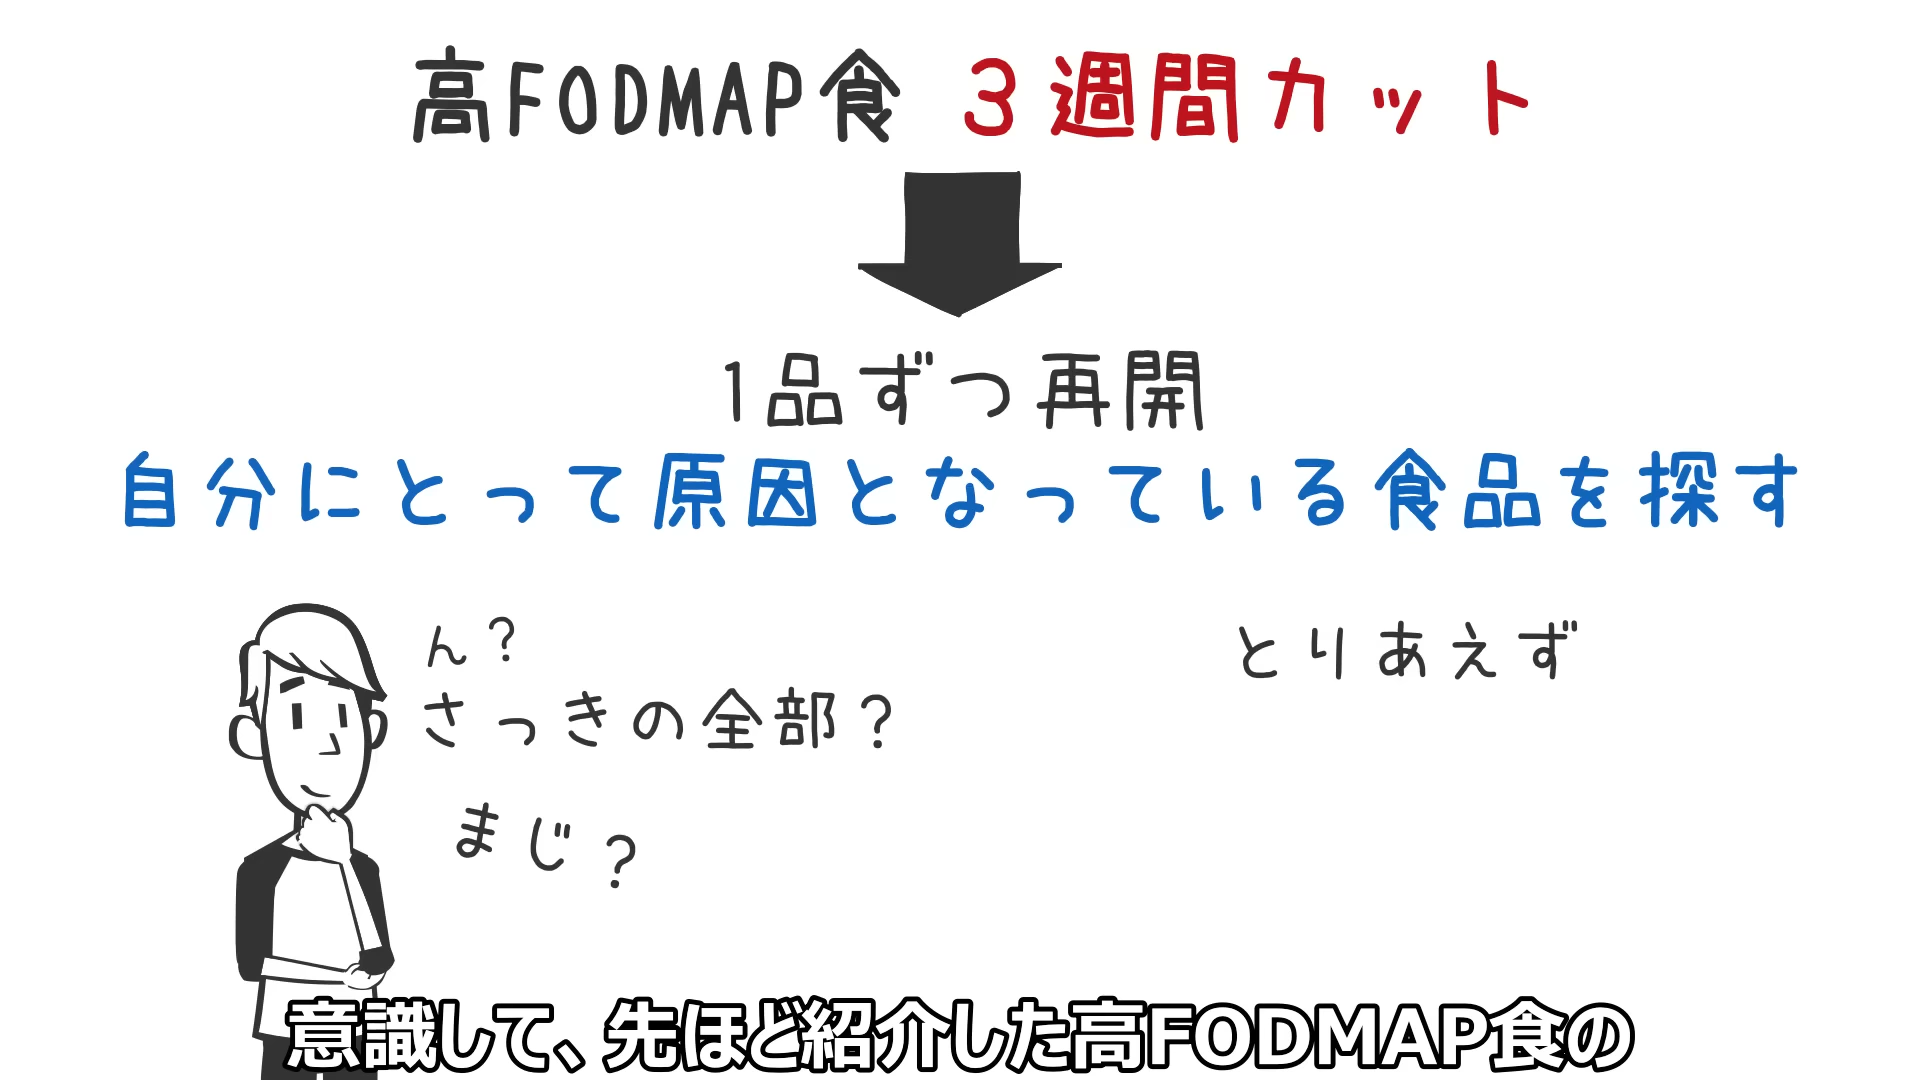 高FODMAP食 3週間カット
1品ずつ再開
自分にとって原因となっている食品を探す
ん?
さっきの全部?
まじ?
とりあえず
意識して、先ほど紹介した高FODMAP食の